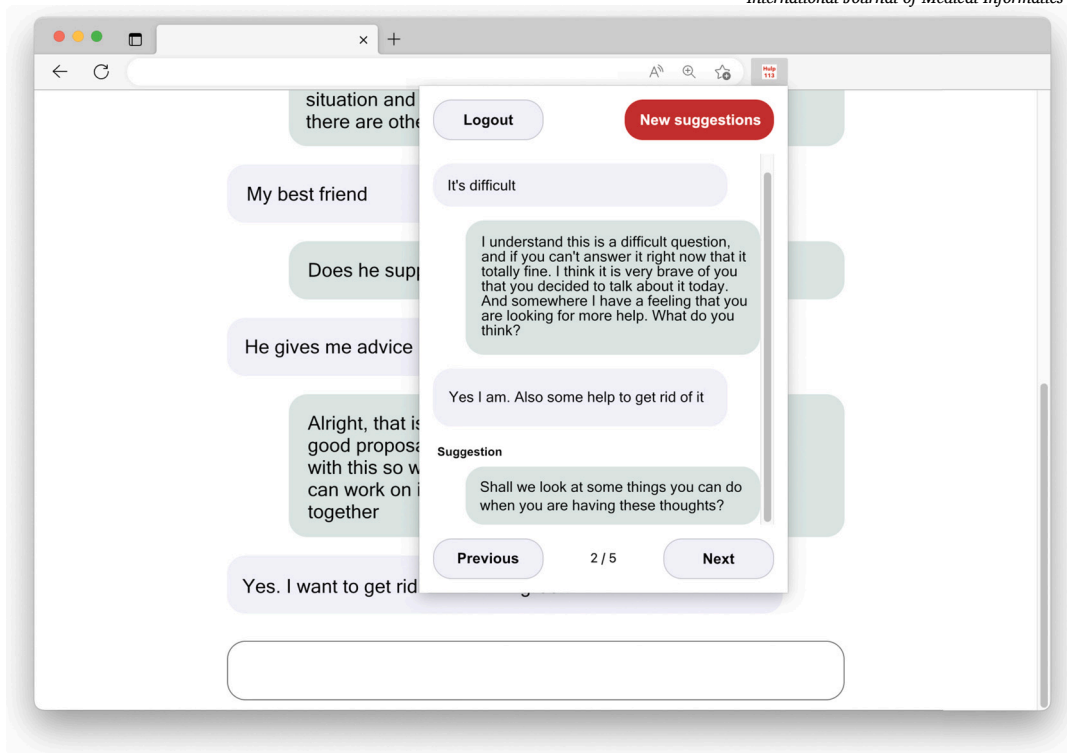 International Journal of Medical Informatics
Help
113
situation and
there are othe
My best friend
Does he supp
He gives me advice
Alright, that is
good proposa
with this so w
can work on i
together
Yes. I want to get rid
Logout
New suggestions
It's difficult
I understand this is a difficult question,
and if you can't answer it right now that it
totally fine. I think it is very brave of you
that you decided to talk about it today.
And somewhere I have a feeling that you
are looking for more help. What do you
think?
Yes I am. Also some help to get rid of it
Suggestion
Shall we look at some things you can do
when you are having these thoughts?
Previous
2 / 5
Next